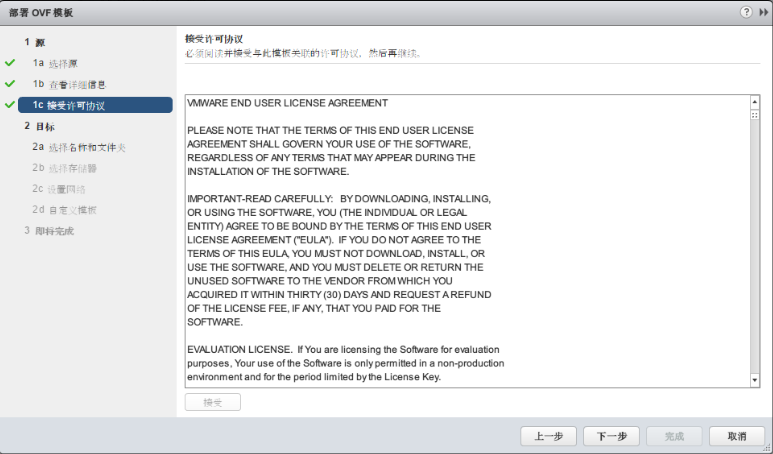 部署 OVF 模板
1 源
1a 选择源
1b 查看详细信息
1c 接受许可协议
2 目标
2a 选择名称和文件夹
2b 选择存储器
2c 设置网络
2d 自定义模板
3 即将完成
接受许可协议
必须阅读并接受与此模板关联的许可协议，然后再继续。
VMWARE END USER LICENSE AGREEMENT
PLEASE NOTE THAT THE TERMS OF THIS END USER LICENSE
AGREEMENT SHALL GOVERN YOUR USE OF THE SOFTWARE,
REGARDLESS OF ANY TERMS THAT MAY APPEAR DURING THE
INSTALLATION OF THE SOFTWARE.
IMPORTANT-READ CAREFULLY: BY DOWNLOADING, INSTALLING,
OR USING THE SOFTWARE, YOU (THE INDIVIDUAL OR LEGAL
ENTITY) AGREE TO BE BOUND BY THE TERMS OF THIS END USER
LICENSE AGREEMENT ("EULA"). IF YOU DO NOT AGREE TO THE
TERMS OF THIS EULA, YOU MUST NOT DOWNLOAD, INSTALL, OR
USE THE SOFTWARE, AND YOU MUST DELETE OR RETURN THE
UNUSED SOFTWARE TO THE VENDOR FROM WHICH YOU
ACQUIRED IT WITHIN THIRTY (30) DAYS AND REQUEST A REFUND
OF THE LICENSE FEE, IF ANY, THAT YOU PAID FOR THE
SOFTWARE.
EVALUATION LICENSE. If You are licensing the Software for evaluation
purposes, Your use of the Software is only permitted in a non-production
environment and for the period limited by the License Key.
接受
上一步 下一步 完成 取消